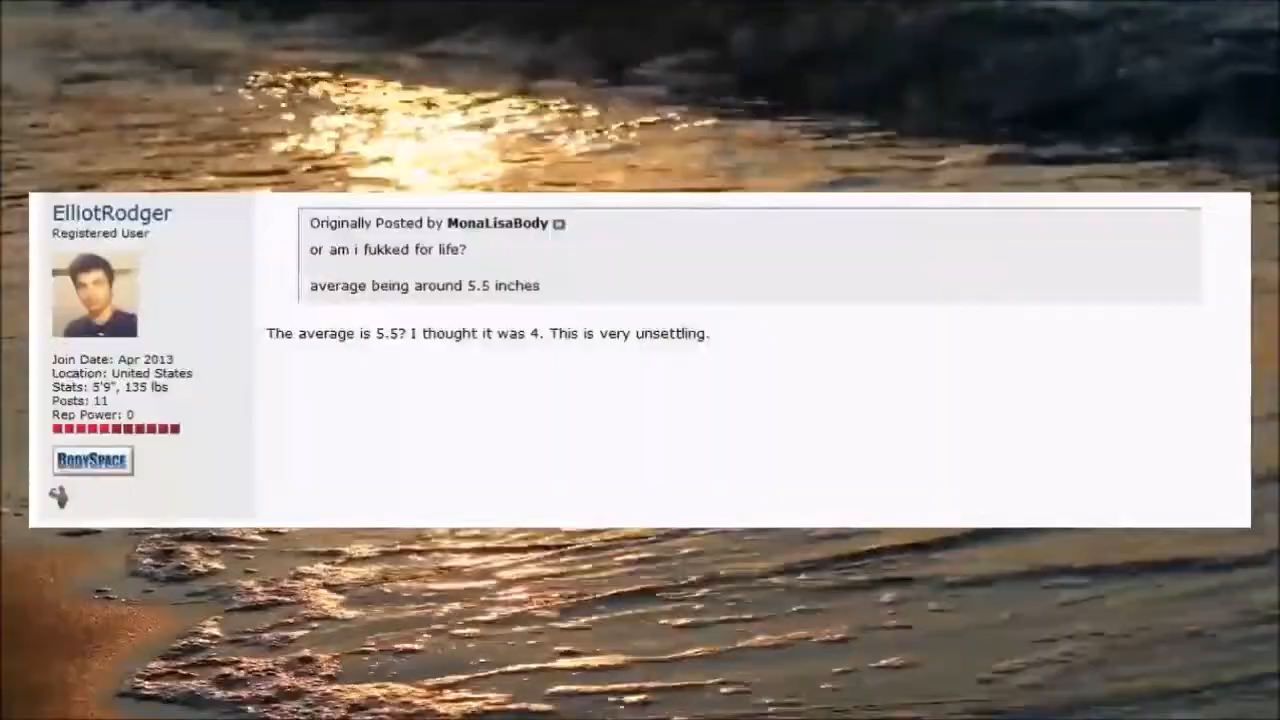 ElliotRodger
Registered User
Join Date: Apr 2013
Location: United States
Stats: 5'9", 135 lbs
Posts: 11
Rep Power: 0
BODYSPACE
Originally Posted by MonaLisaBody
or am i fukked for life?
average being around 5.5 inches
The average is 5.5? I thought it was 4. This is very unsettling.